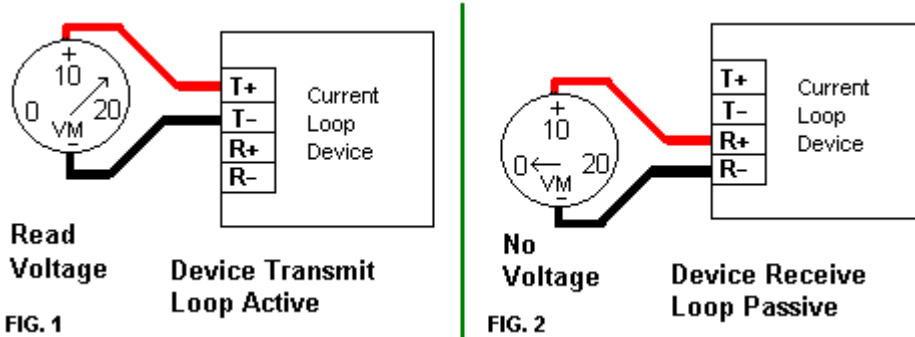 +
10
0
20
VM
-
T+
T-
R+
R-
Current
Loop
Device
Read
Voltage
Device Transmit
Loop Active
FIG. 1
+
10
0
20
VM
-
T+
T-
R+
R-
Current
Loop
Device
No
Voltage
Device Receive
Loop Passive
FIG. 2